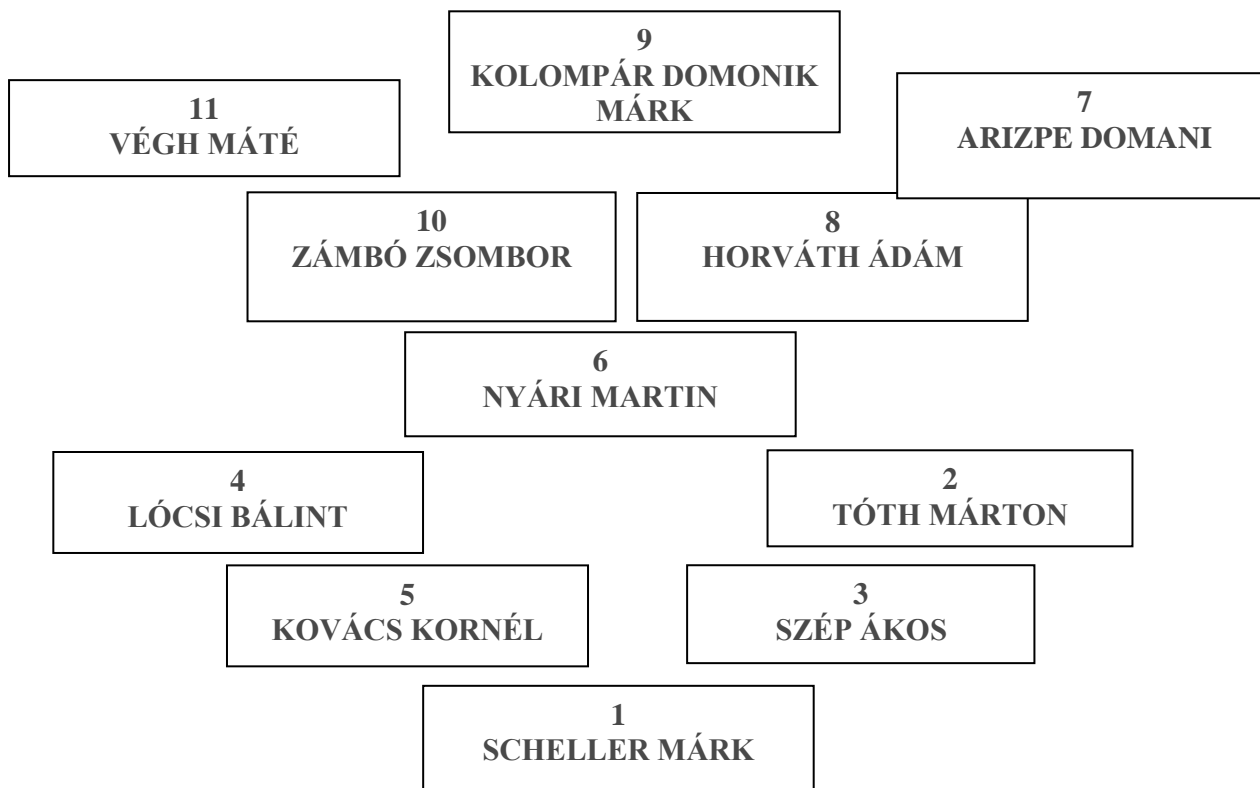 9
KOLOMPÁR DOMONIK
MÁRK
11
VÉGH MÁTÉ
7
ARIZPE DOMANI
10
ZÁMBÓ ZSOMBOR
8
HORVÁTH ÁDÁM
6
NYÁRI MARTIN
4
LÓCSI BÁLINT
2
TÓTH MÁRTON
5
KOVÁCS KORNÉL
3
SZÉP ÁKOS
1
SCHELLER MÁRK